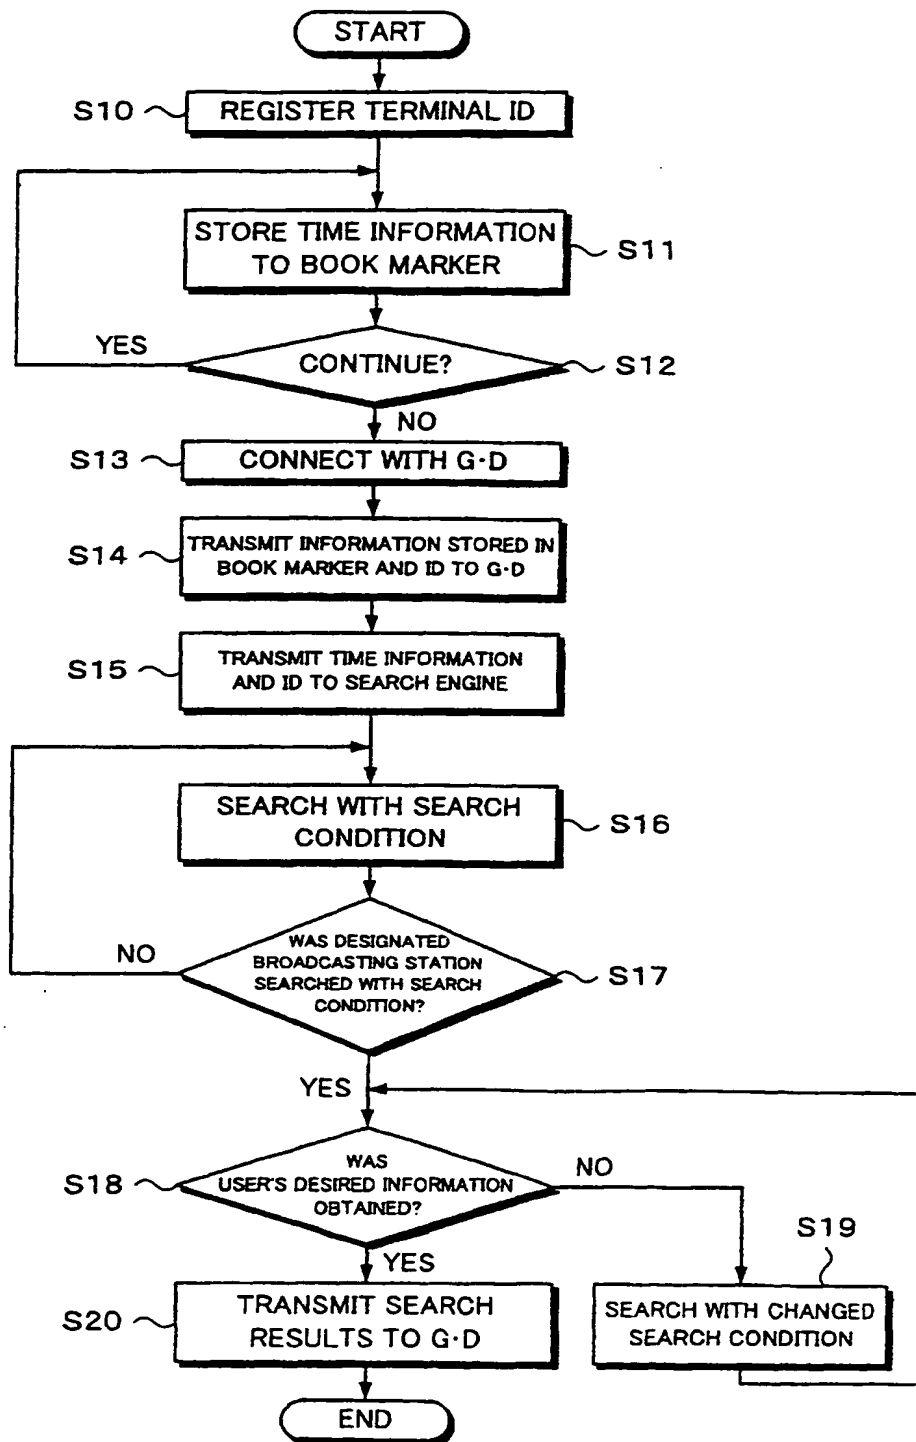 START
S10
REGISTER TERMINAL ID
STORE TIME INFORMATION
TO BOOK MARKER
S11
YES
CONTINUE?
S12
NO
S13
CONNECT WITH G·D
S14
TRANSMIT INFORMATION STORED IN
BOOK MARKER AND ID TO G·D
S15
TRANSMIT TIME INFORMATION
AND ID TO SEARCH ENGINE
SEARCH WITH SEARCH
CONDITION
S16
NO
WAS DESIGNATED
BROADCASTING STATION
SEARCHED WITH SEARCH
CONDITION?
S17
YES
S18
WAS
USER'S DESIRED INFORMATION
OBTAINED?
NO
YES
S19
S20
TRANSMIT SEARCH
RESULTS TO G·D
SEARCH WITH CHANGED
SEARCH CONDITION
END